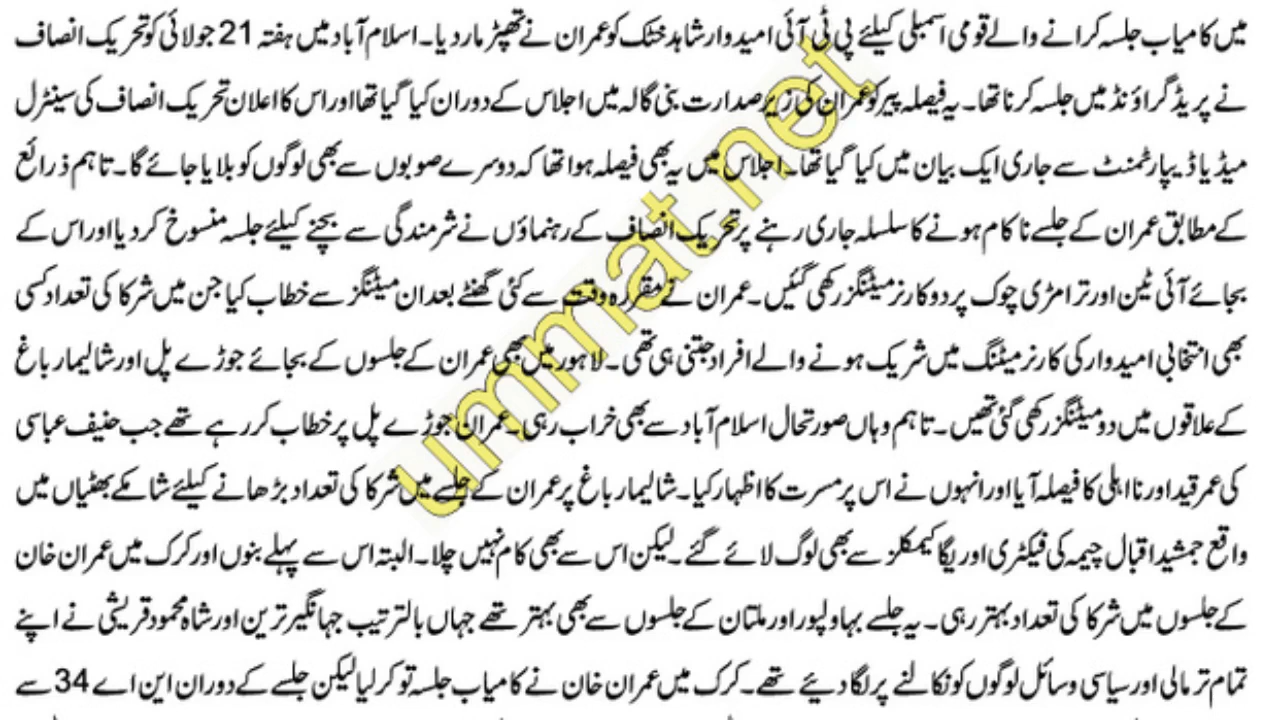 میں کامیاب جلسہ کرانے والے قومی اسمبلی کیلئے پی ٹی آئی امیدوار شاہد خٹک کو عمران نے تھپڑ مار دیا۔ اسلام آباد میں ہفتہ 21 جولائی کو تحریک انصاف
نے پریڈ گراؤنڈ میں جلسہ کرنا تھا۔ یہ فیصلہ پیر کو عمران کی زیر صدارت بنی گالہ میں اجلاس کے دوران کیا گیا تھا اور اس کا اعلان تحریک انصاف کی سینٹرل
میڈیا ڈیپارٹمنٹ سے جاری ایک بیان میں کیا گیا تھا۔ اجلاس میں یہ بھی فیصلہ ہوا تھا کہ دوسرے صوبوں سے بھی لوگوں کو بلایا جائے گا۔ تاہم ذرائع
کے مطابق عمران کے جلسے ناکام ہونے کا سلسلہ جاری رہنے پر تحریک انصاف کے رہنماؤں نے شرمندگی سے بچنے کیلئے جلسہ منسوخ کر دیا اور اس کے
بجائے آئی ٹین اور ترامڑی چوک پر دو کارنر میٹنگز رکھی گئیں۔ عمران نے مقررہ وقت سے کئی گھنٹے بعد ان میٹنگز سے خطاب کیا جن میں شرکا کی تعداد کسی
بھی انتخابی امیدوار کی کارنر میٹنگ میں شریک ہونے والے افراد جتنی ہی تھی۔ لاہور میں بھی عمران کے جلسوں کے بجائے جوڑے پل اور شالیمار باغ
کے علاقوں میں دو میٹنگز رکھی گئی تھیں۔ تاہم وہاں صورتحال اسلام آباد سے بھی خراب رہی۔ عمران جوڑے پل پر خطاب کر رہے تھے جب حنیف عباسی
کی عمر قید اور نااہلی کا فیصلہ آیا اور انہوں نے اس پر مسرت کا اظہار کیا۔ شالیمار باغ پر عمران کے جلسے میں شرکا کی تعداد بڑھانے کیلئے شامکے بھٹیاں میں
واقع جمشید اقبال چیمہ کی فیکٹری اور یگا کیمیکلز سے بھی لوگ لائے گئے۔ لیکن اس سے بھی کام نہیں چلا۔ البتہ اس سے پہلے بنوں اور کرک میں عمران خان
کے جلسوں میں شرکا کی تعداد بہتر رہی۔ یہ جلسے بہاولپور اور ملتان کے جلسوں سے بھی بہتر تھے جہاں بالترتیب جہانگیر ترین اور شاہ محمود قریشی نے اپنے
تمام تر مالی اور سیاسی وسائل لوگوں کو نکالنے پر لگا دیئے تھے۔ کرک میں عمران خان نے کامیاب جلسہ تو کر لیا لیکن جلسے کے دوران این اے 34 سے
ummat.net